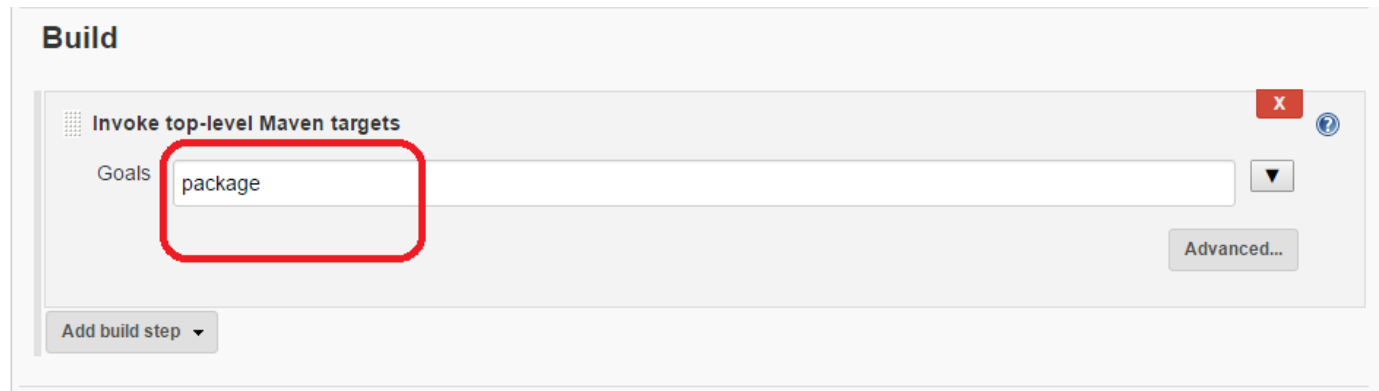 Build
X
Invoke top-level Maven targets
?
Goals
package
Advanced...
Add build step